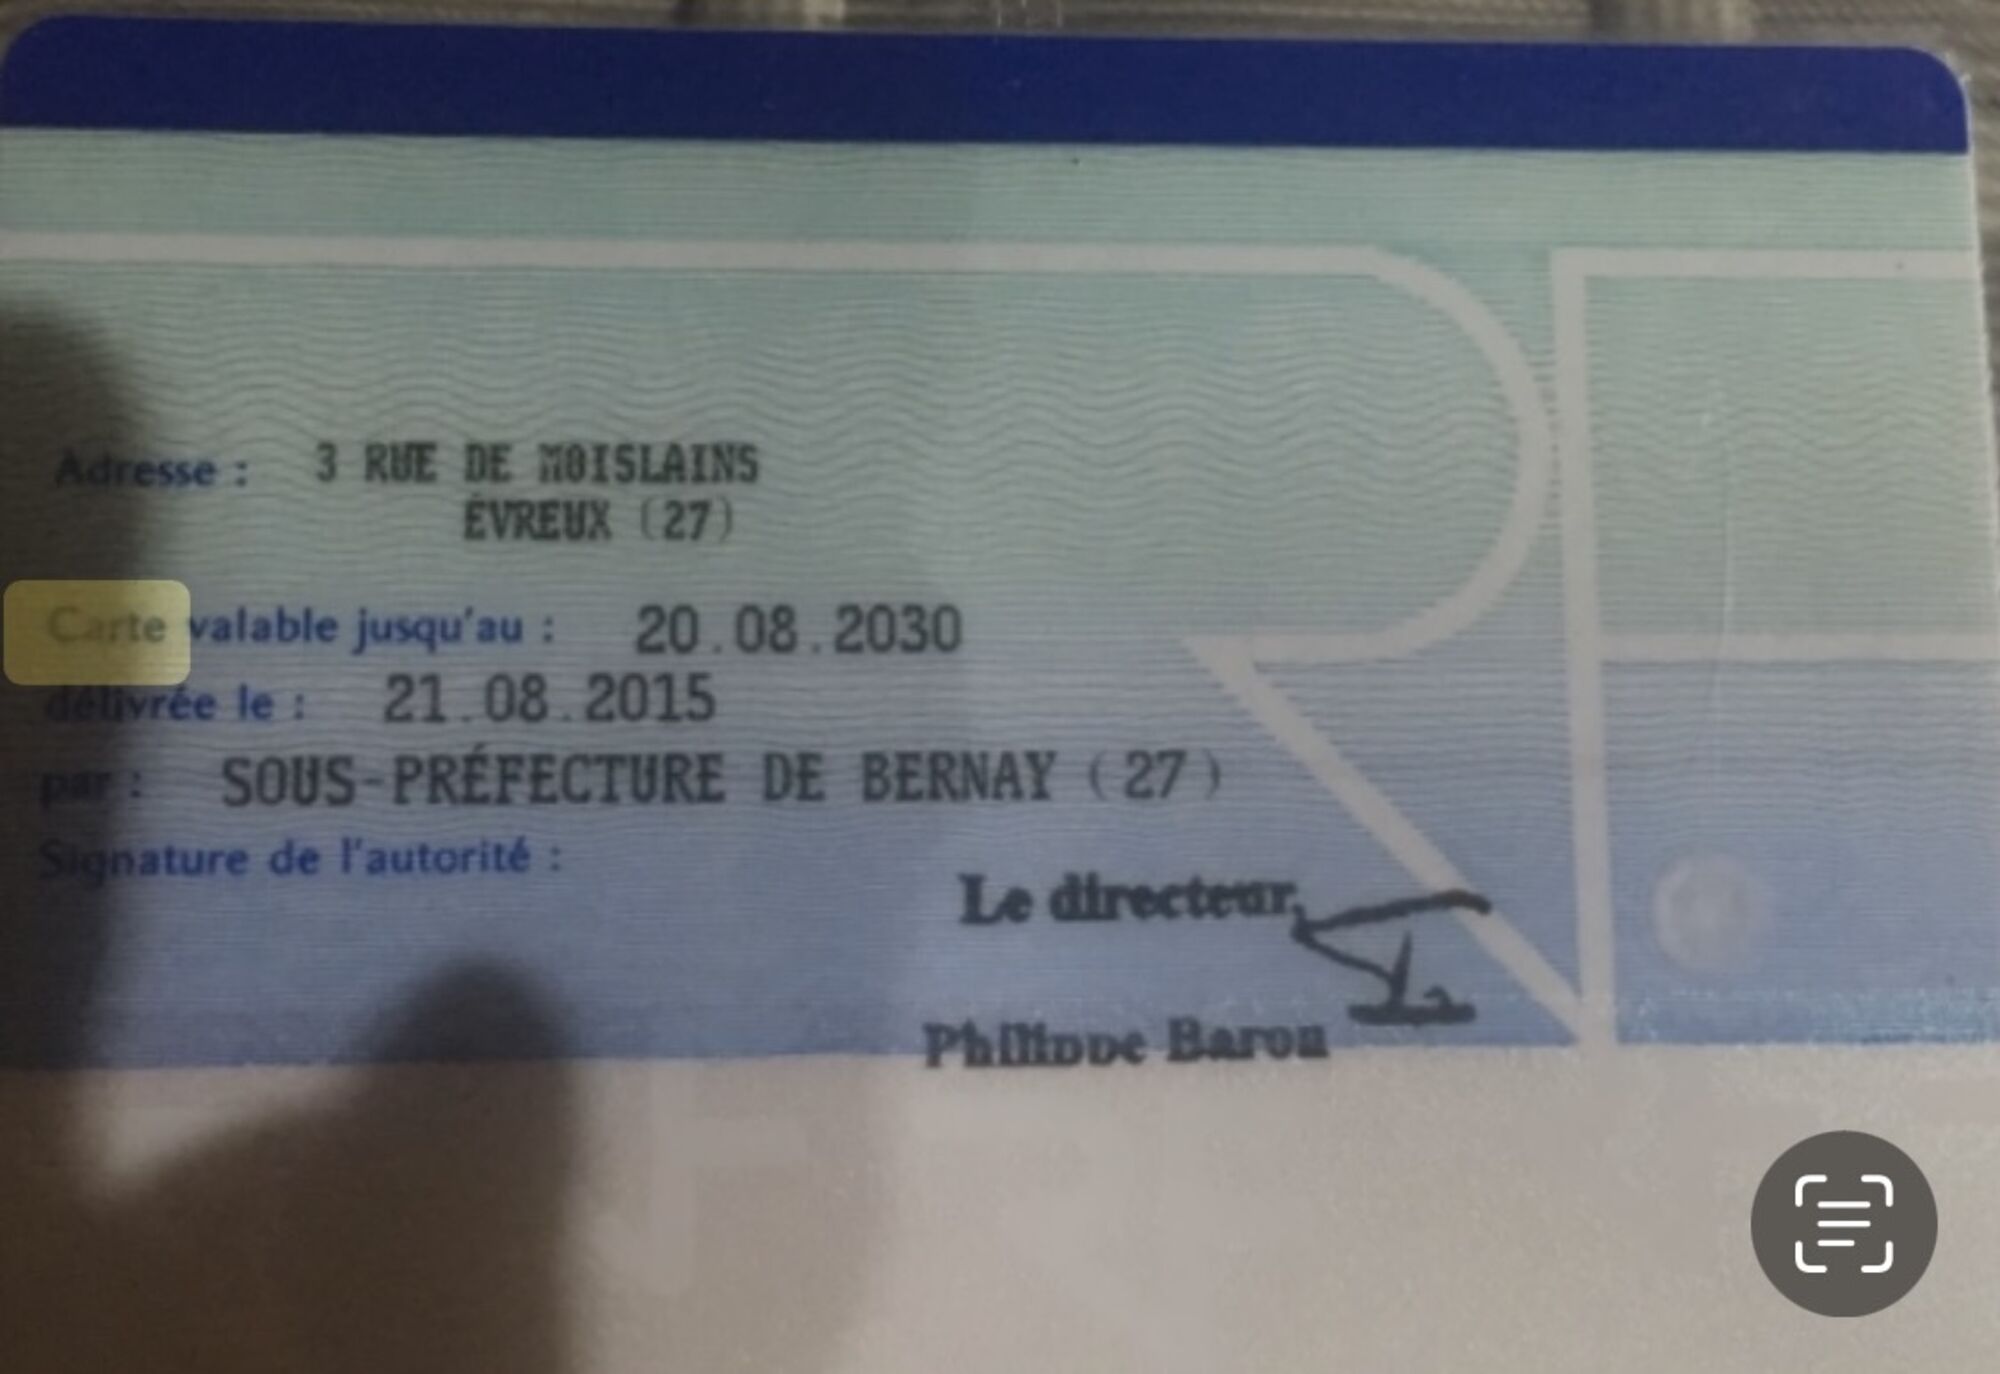 Adresse : 3 RUE DE MOISLAINS
ÉVREUX (27)
Carte valable jusqu'au : 20.08.2030
délivrée le : 21.08.2015
par : SOUS-PRÉFECTURE DE BERNAY (27)
Signature de l'autorité :
Le directeur,
Philippe Baron
RF